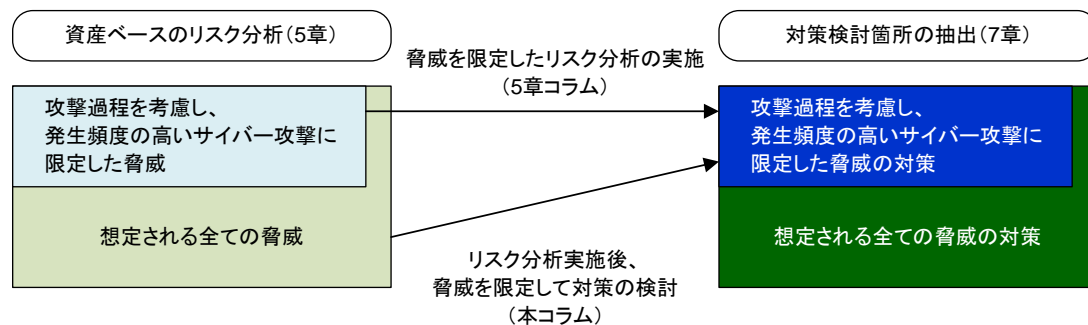 資産ベースのリスク分析(5章)
対策検討箇所の抽出(7章)
脅威を限定したリスク分析の実施
(5章コラム)
攻撃過程を考慮し、
発生頻度の高いサイバー攻撃に
限定した脅威
攻撃過程を考慮し、
発生頻度の高いサイバー攻撃に
限定した脅威の対策
想定される全ての脅威
想定される全ての脅威の対策
リスク分析実施後、
脅威を限定して対策の検討
(本コラム)